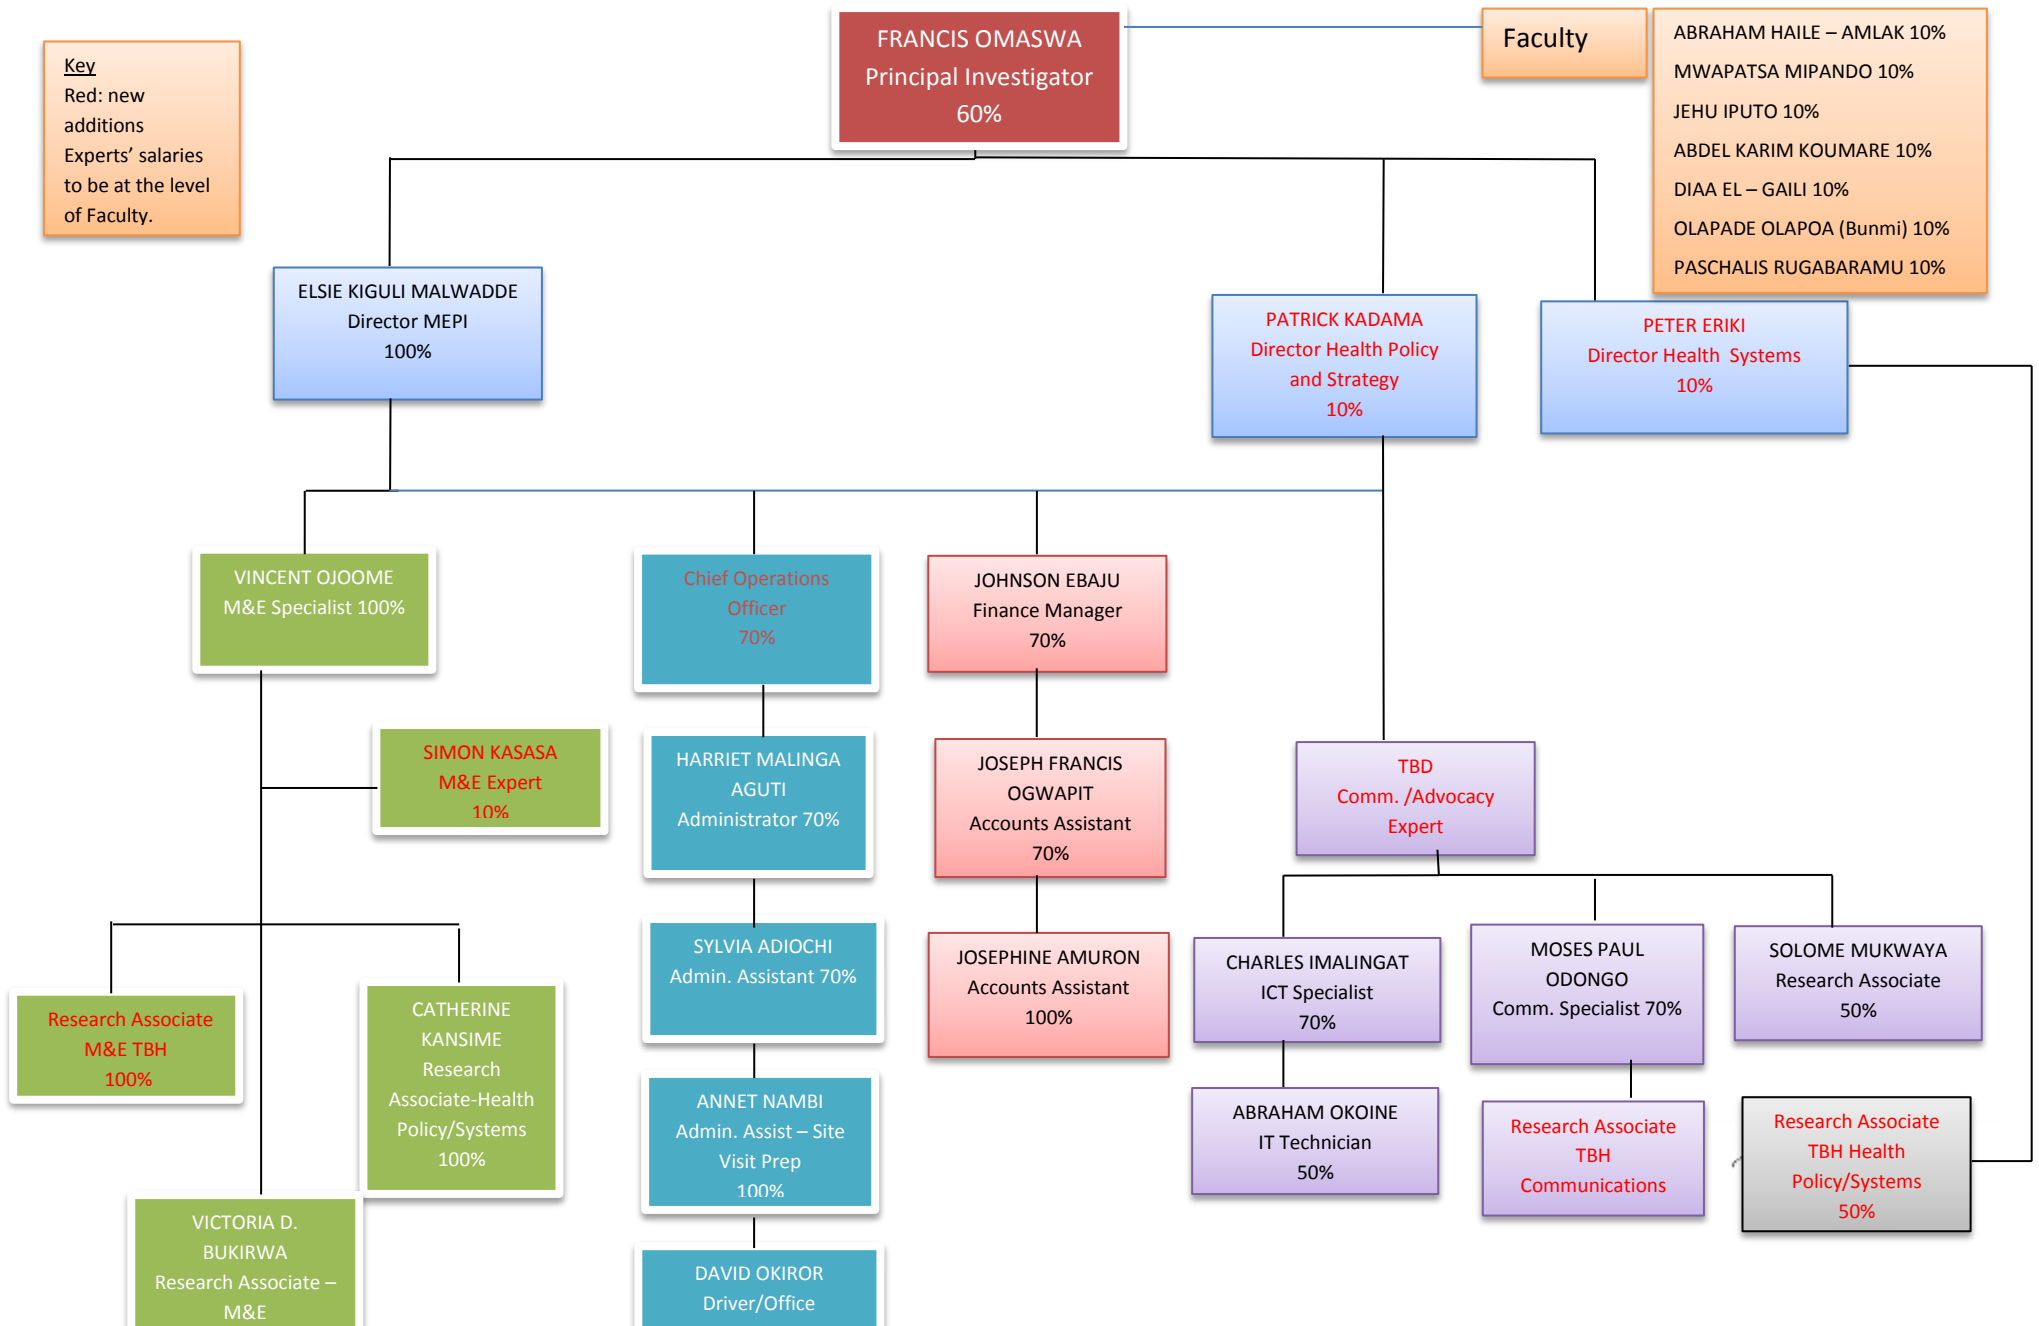 FRANCIS OMASWA
Principal Investigator
60%
Faculty
ABRAHAM HAILE – AMLAK 10%
MWAPATSA MIPANDO 10%
JEHU IPUTO 10%
ABDEL KARIM KOUMARE 10%
DIAA EL – GAILI 10%
OLAPADE OLAPOA (Bunmi) 10%
PASCHALIS RUGABARAMU 10%
Key
Red: new
additions
Experts’ salaries
to be at the level
of Faculty.
ELSIE KIGULI MALWADDE
Director MEPI
100%
PATRICK KADAMA
Director Health Policy
and Strategy
10%
PETER ERIKI
Director Health  Systems
10%
VINCENT OJOOME
M&E Specialist 100%
Chief Operations
Officer
70%
JOHNSON EBAJU
Finance Manager
70%
SIMON KASASA
M&E Expert
10%
HARRIET MALINGA
AGUTI
Administrator 70%
JOSEPH FRANCIS
OGWAPIT
Accounts Assistant
70%
TBD
Comm. /Advocacy
Expert
SYLVIA ADIOCHI
Admin. Assistant 70%
JOSEPHINE AMURON
Accounts Assistant
100%
CHARLES IMALINGAT
ICT Specialist
70%
MOSES PAUL
ODONGO
Comm. Specialist 70%
SOLOME MUKWAYA
Research Associate
50%
Research Associate
M&E TBH
100%
CATHERINE
KANSIME
Research
Associate-Health
Policy/Systems
100%
ANNET NAMBI
Admin. Assist – Site
Visit Prep
100%
ABRAHAM OKOINE
IT Technician
50%
Research Associate
TBH
Communications
Research Associate
TBH Health
Policy/Systems
50%
VICTORIA D.
BUKIRWA
Research Associate –
M&E
DAVID OKIROR
Driver/Office